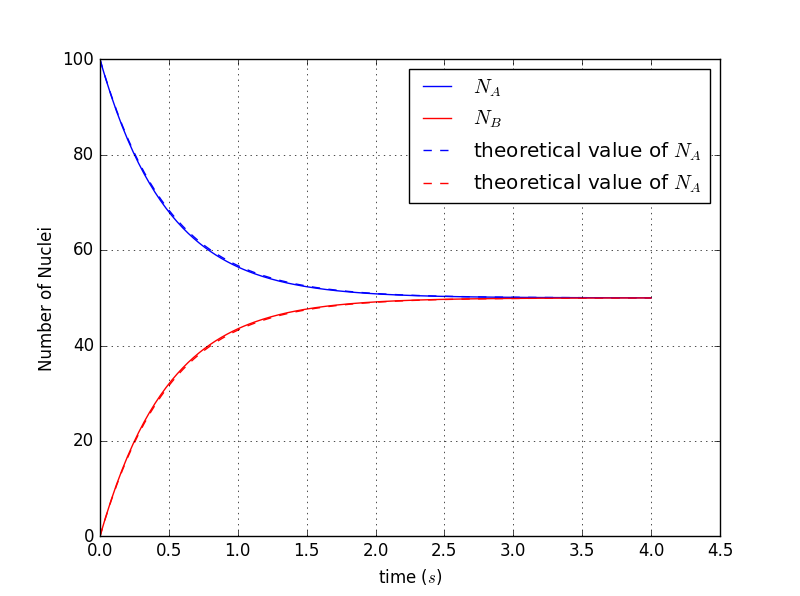 100
80
60
40
20
0
Number of Nuclei
N_A
N_B
theoretical value of N_A
theoretical value of N_A
0.0 0.5 1.0 1.5 2.0 2.5 3.0 3.5 4.0 4.5
time (s)